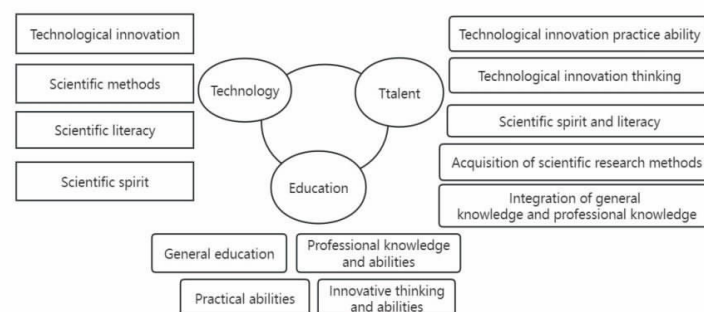 Technological innovation
Scientific methods
Scientific literacy
Scientific spirit
Technology
Ttalent
Education
Technological innovation practice ability
Technological innovation thinking
Scientific spirit and literacy
Acquisition of scientific research methods
Integration of general
knowledge and professional knowledge
General education
Professional knowledge
and abilities
Practical abilities
Innovative thinking
and abilities